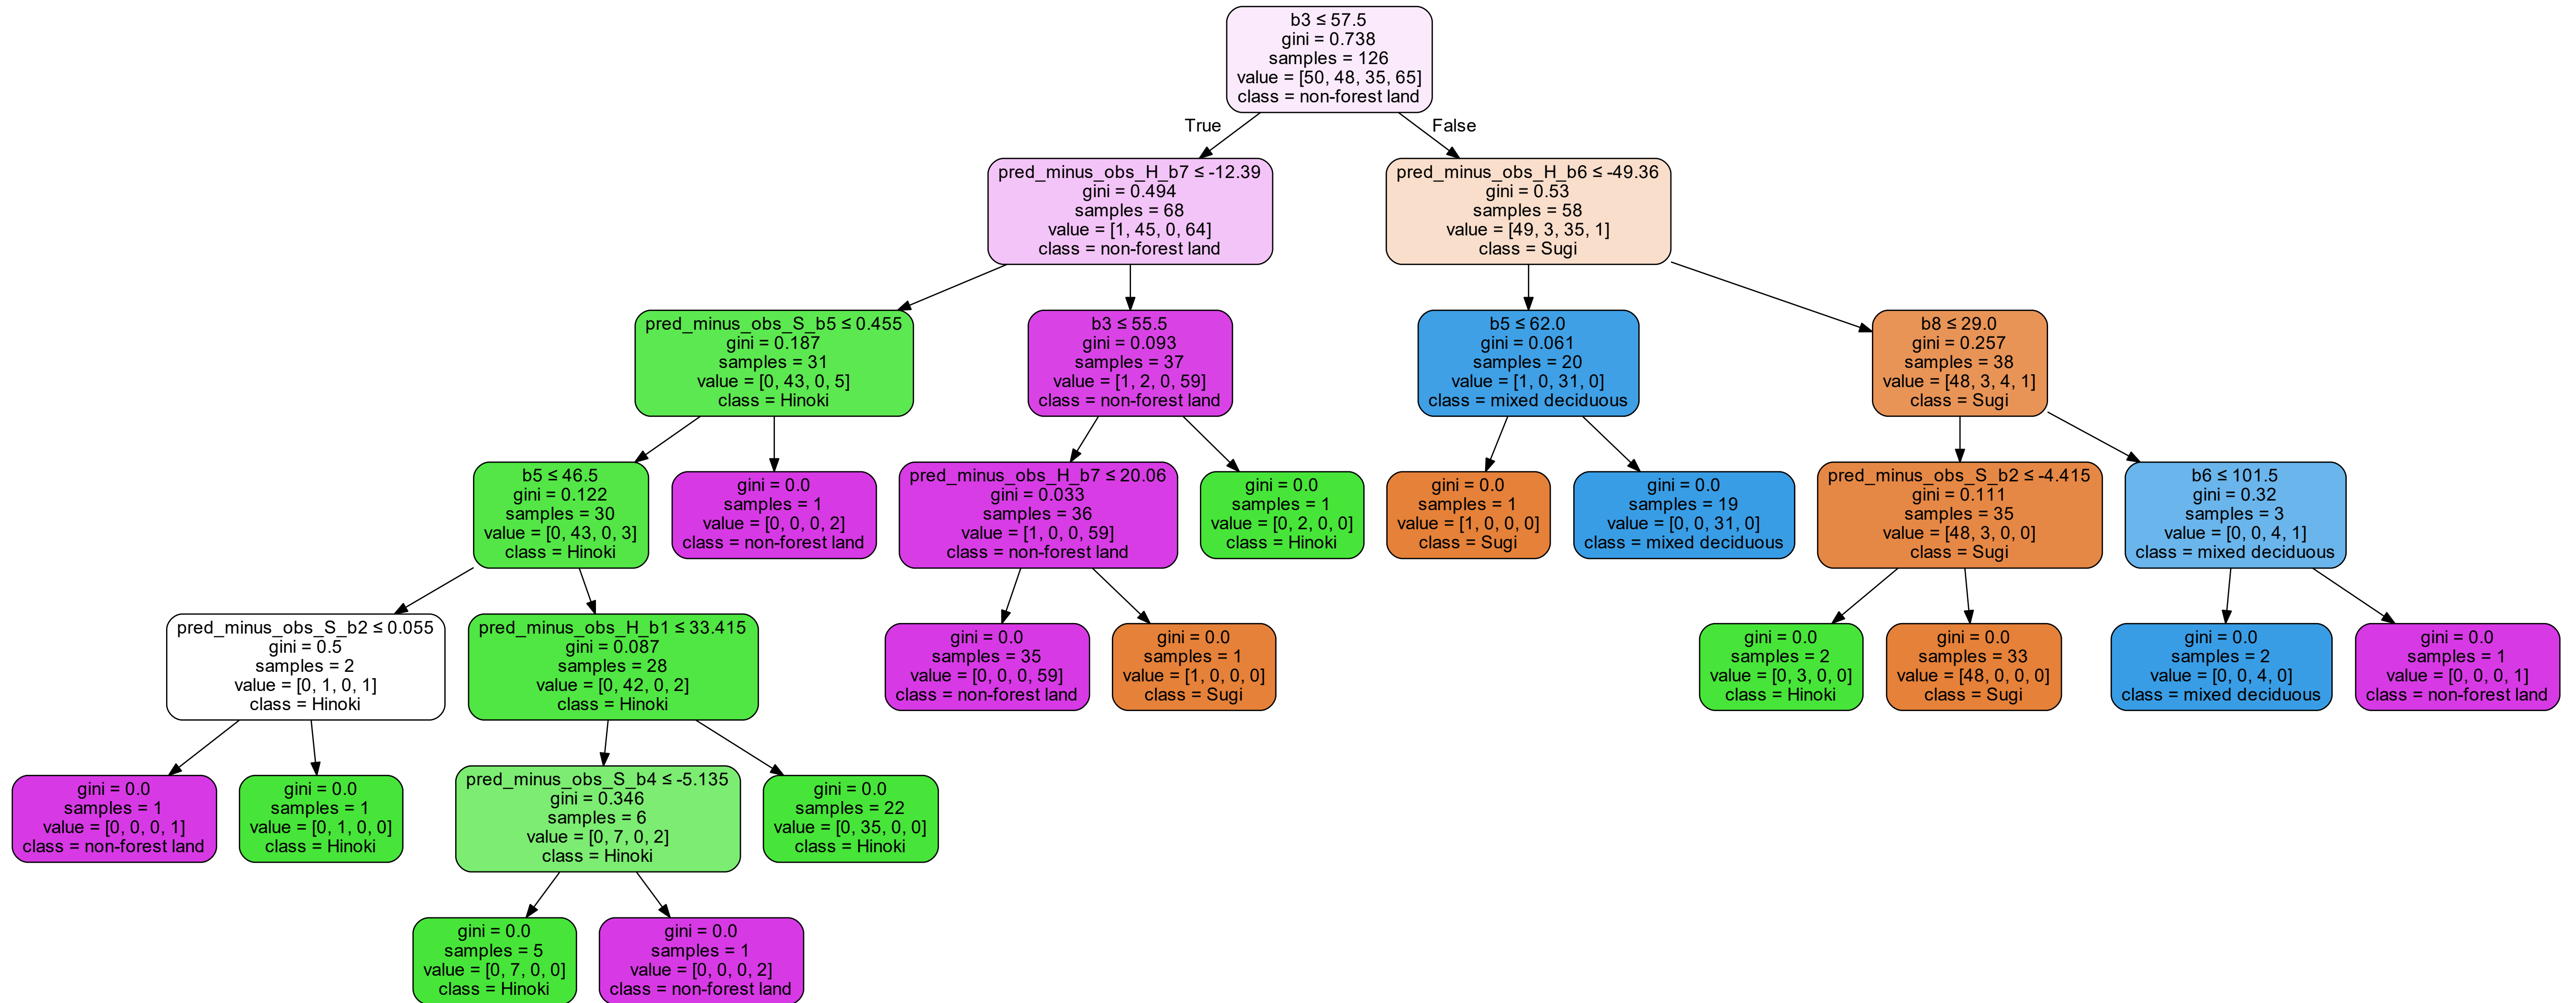 b3 ≤ 57.5
gini = 0.738
samples = 126
value = [50, 48, 35, 65]
class = non-forest land
True
False
pred_minus_obs_H_b7 ≤ -12.39
gini = 0.494
samples = 68
value = [1, 45, 0, 64]
class = non-forest land
pred_minus_obs_H_b6 ≤ -49.36
gini = 0.53
samples = 58
value = [49, 3, 35, 1]
class = Sugi
pred_minus_obs_S_b5 ≤ 0.455
gini = 0.187
samples = 31
value = [0, 43, 0, 5]
class = Hinoki
b3 ≤ 55.5
gini = 0.093
samples = 37
value = [1, 2, 0, 59]
class = non-forest land
b5 ≤ 62.0
gini = 0.061
samples = 20
value = [1, 0, 31, 0]
class = mixed deciduous
b8 ≤ 29.0
gini = 0.257
samples = 38
value = [48, 3, 4, 1]
class = Sugi
b5 ≤ 46.5
gini = 0.122
samples = 30
value = [0, 43, 0, 3]
class = Hinoki
gini = 0.0
samples = 1
value = [0, 0, 0, 2]
class = non-forest land
pred_minus_obs_H_b7 ≤ 20.06
gini = 0.033
samples = 36
value = [1, 0, 0, 59]
class = non-forest land
gini = 0.0
samples = 1
value = [0, 2, 0, 0]
class = Hinoki
gini = 0.0
samples = 1
value = [1, 0, 0, 0]
class = Sugi
gini = 0.0
samples = 19
value = [0, 0, 31, 0]
class = mixed deciduous
pred_minus_obs_S_b2 ≤ -4.415
gini = 0.111
samples = 35
value = [48, 3, 0, 0]
class = Sugi
b6 ≤ 101.5
gini = 0.32
samples = 3
value = [0, 0, 4, 1]
class = mixed deciduous
pred_minus_obs_S_b2 ≤ 0.055
gini = 0.5
samples = 2
value = [0, 1, 0, 1]
class = Hinoki
pred_minus_obs_H_b1 ≤ 33.415
gini = 0.087
samples = 28
value = [0, 42, 0, 2]
class = Hinoki
gini = 0.0
samples = 35
value = [0, 0, 0, 59]
class = non-forest land
gini = 0.0
samples = 1
value = [1, 0, 0, 0]
class = Sugi
gini = 0.0
samples = 2
value = [0, 3, 0, 0]
class = Hinoki
gini = 0.0
samples = 33
value = [48, 0, 0, 0]
class = Sugi
gini = 0.0
samples = 2
value = [0, 0, 4, 0]
class = mixed deciduous
gini = 0.0
samples = 1
value = [0, 0, 0, 1]
class = non-forest land
gini = 0.0
samples = 1
value = [0, 0, 0, 1]
class = non-forest land
gini = 0.0
samples = 1
value = [0, 1, 0, 0]
class = Hinoki
pred_minus_obs_S_b4 ≤ -5.135
gini = 0.346
samples = 6
value = [0, 7, 0, 2]
class = Hinoki
gini = 0.0
samples = 22
value = [0, 35, 0, 0]
class = Hinoki
gini = 0.0
samples = 5
value = [0, 7, 0, 0]
class = Hinoki
gini = 0.0
samples = 1
value = [0, 0, 0, 2]
class = non-forest land